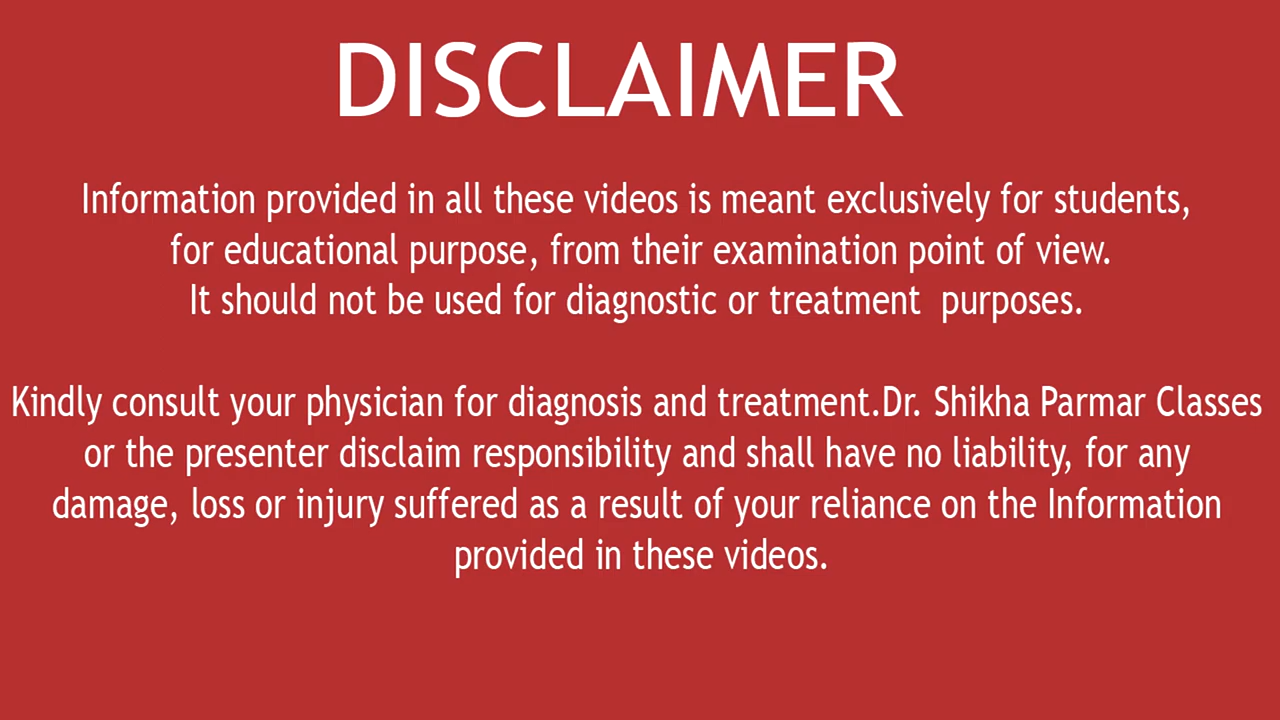 DISCLAIMER
Information provided in all these videos is meant exclusively for students,
for educational purpose, from their examination point of view.
It should not be used for diagnostic or treatment  purposes.
Kindly consult your physician for diagnosis and treatment.Dr. Shikha Parmar Classes
or the presenter disclaim responsibility and shall have no liability, for any
damage, loss or injury suffered as a result of your reliance on the Information
provided in these videos.